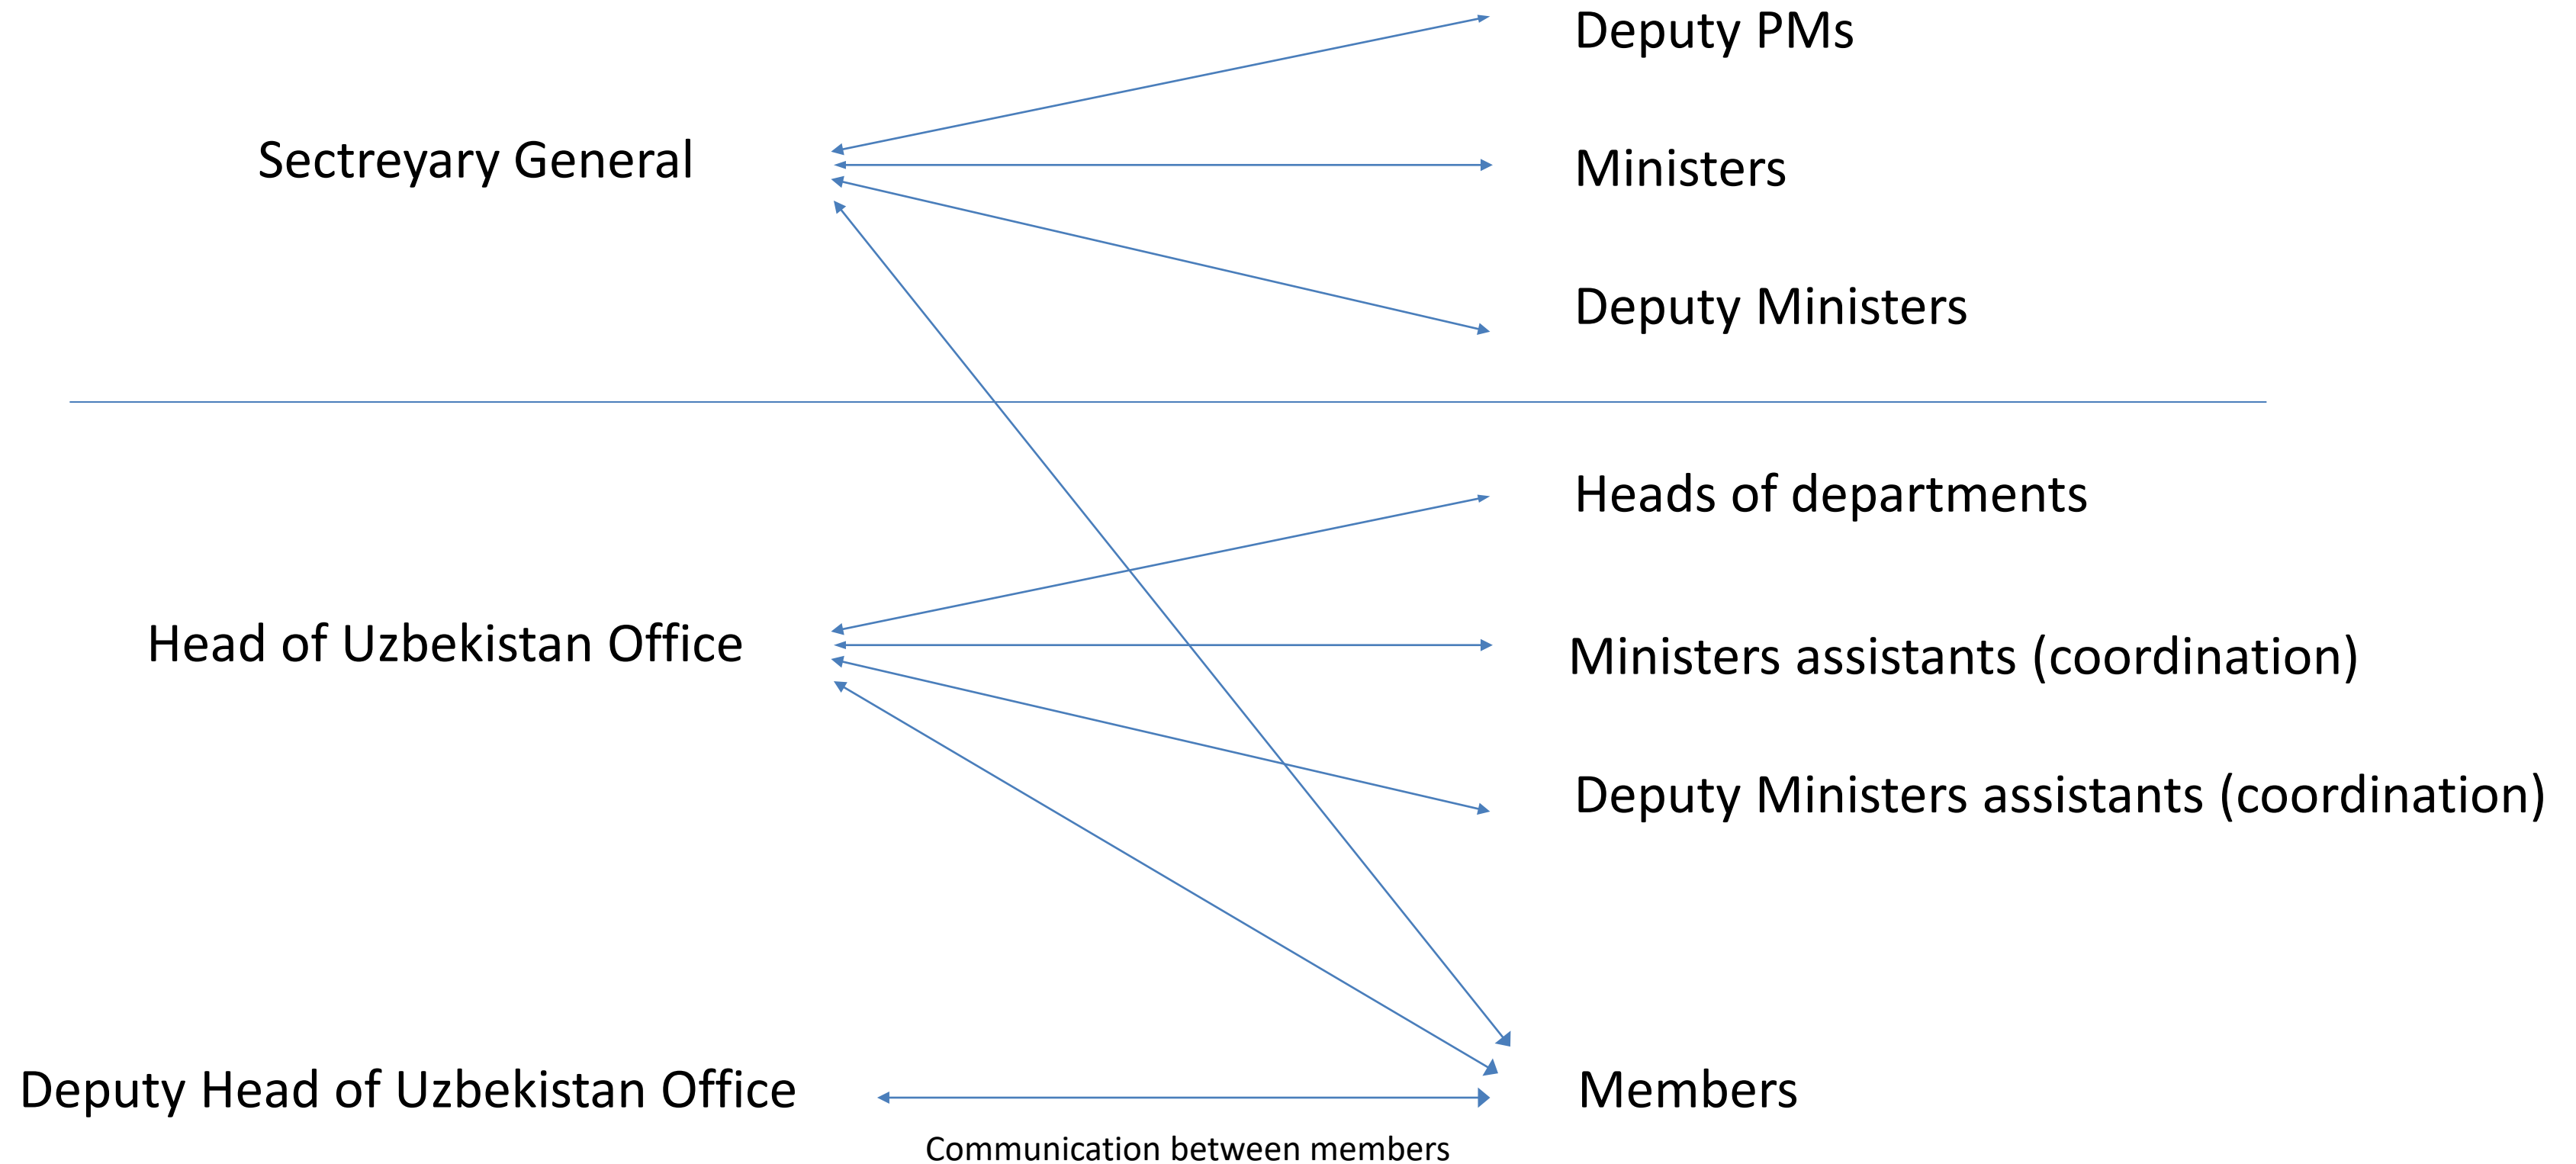 Deputy PMs
Sectreyary General
Ministers
Deputy Ministers
Heads of departments
Head of Uzbekistan Office
Ministers assistants (coordination)
Deputy Ministers assistants (coordination)
Deputy Head of Uzbekistan Office
Members
Communication between members